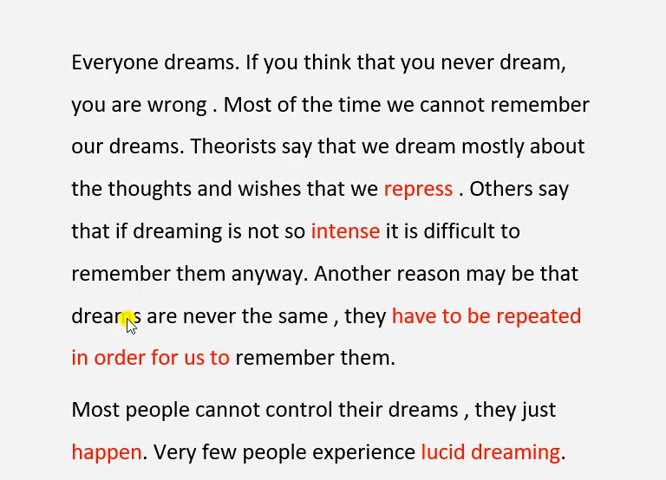 Everyone dreams. If you think that you never dream,
you are wrong . Most of the time we cannot remember
our dreams. Theorists say that we dream mostly about
the thoughts and wishes that we repress . Others say
that if dreaming is not so intense it is difficult to
remember them anyway. Another reason may be that
dreams are never the same , they have to be repeated
in order for us to remember them.
Most people cannot control their dreams , they just
happen. Very few people experience lucid dreaming.